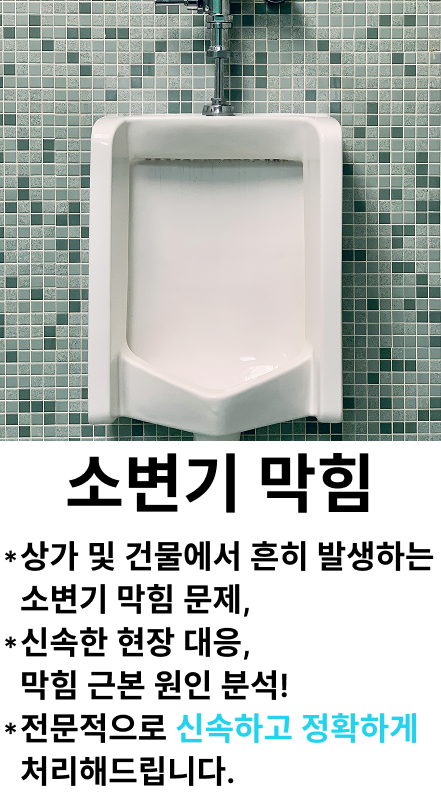 소변기 막힘
*상가 및 건물에서 흔히 발생하는
소변기 막힘 문제,
*신속한 현장 대응,
막힘 근본 원인 분석!
*전문적으로 신속하고 정확하게
처리해드립니다.